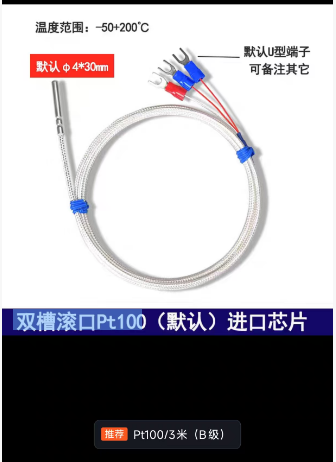 温度范围：-50+200℃
默认φ4*30mm
默认U型端子
可备注其它
双槽滚口Pt100（默认）进口芯片
推荐 Pt100/3米（B级）